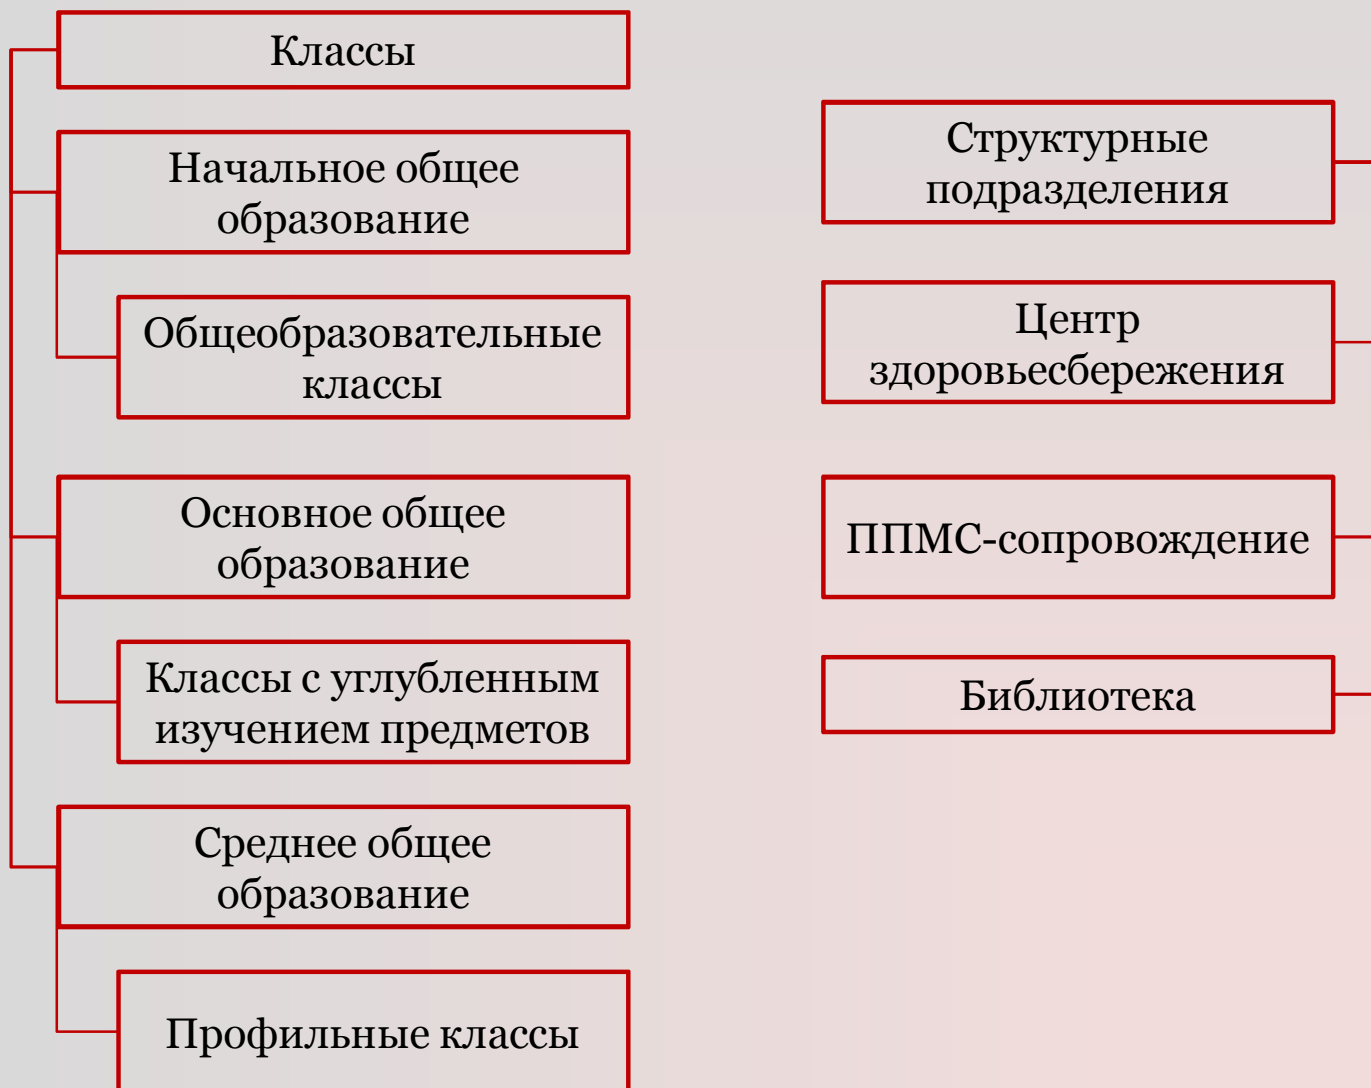 Классы
Начальное общее
образование
Общеобразовательные
классы
Основное общее
образование
Классы с углубленным
изучением предметов
Среднее общее
образование
Профильные классы
Структурные
подразделения
Центр
здоровьесбережения
ППМС-сопровождение
Библиотека